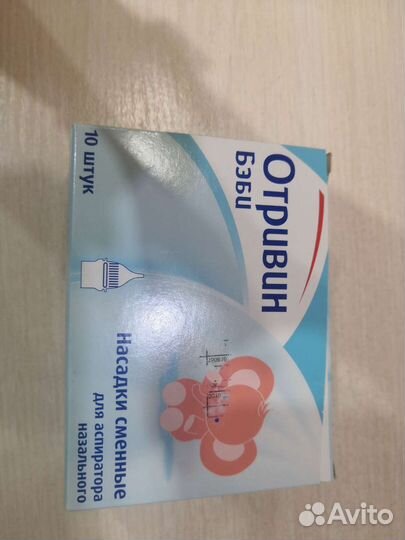 Отривин
Бэби
10 штук
Насадки сменные
для аспиратора
назального
Avito